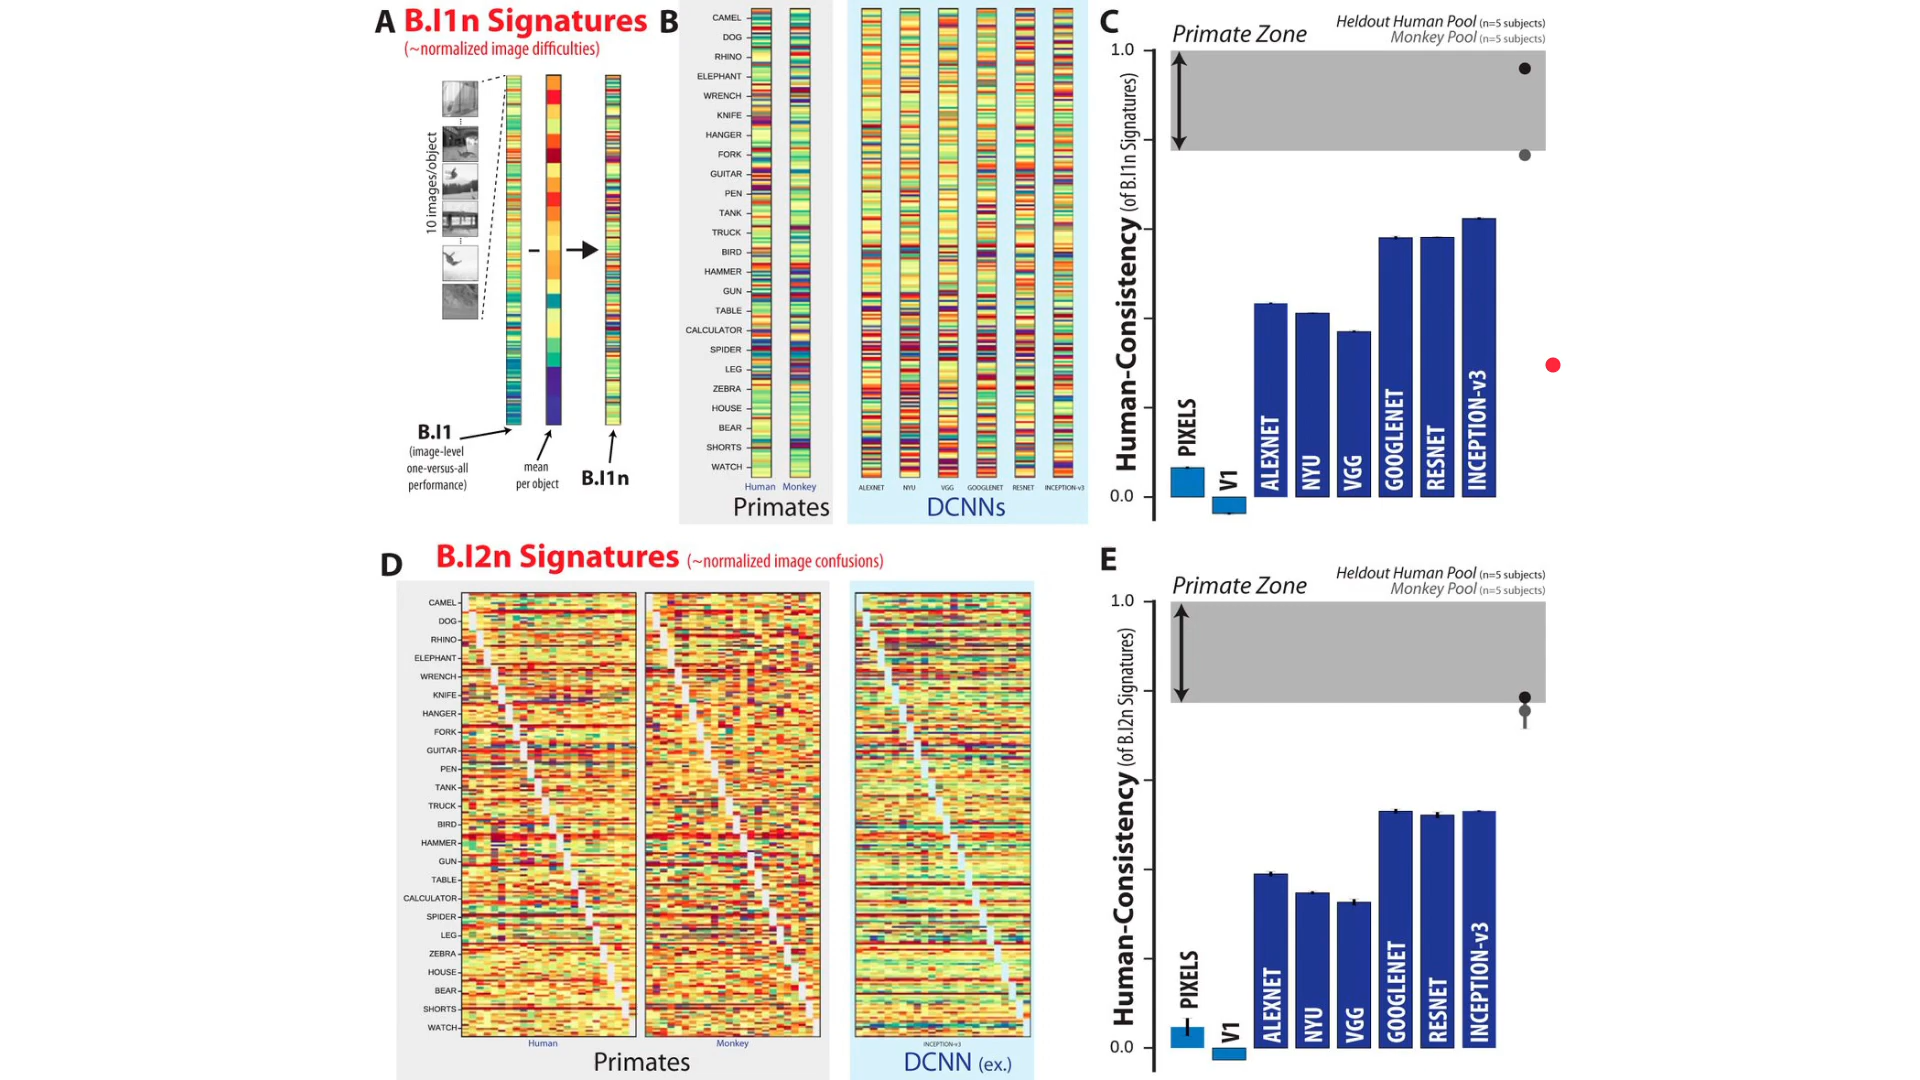 A B.I1n Signatures
(~normalized image difficulties)
10 images/object
B.I1
(image-level
one-versus-all
performance)
mean
per object
B.I1n
B
CAMEL
DOG
RHINO
ELEPHANT
WRENCH
KNIFE
HANGER
FORK
GUITAR
PEN
TANK
TRUCK
BIRD
HAMMER
GUN
TABLE
CALCULATOR
SPIDER
LEG
ZEBRA
HOUSE
BEAR
SHORTS
WATCH
Human Monkey
Primates
ALEXNET NYU VGG GOOGLENET RESNET INCEPTION-v3
DCNNs
C
Primate Zone
Heldout Human Pool (n=5 subjects)
Monkey Pool (n=5 subjects)
1.0
0.0
Human-Consistency (of B.I1n Signatures)
PIXELS
V1
ALEXNET
NYU
VGG
GOOGLENET
RESNET
INCEPTION-v3
D B.I2n Signatures (~normalized image confusions)
CAMEL
DOG
RHINO
ELEPHANT
WRENCH
KNIFE
HANGER
FORK
GUITAR
PEN
TANK
TRUCK
BIRD
HAMMER
GUN
TABLE
CALCULATOR
SPIDER
LEG
ZEBRA
HOUSE
BEAR
SHORTS
WATCH
Human Monkey
Primates
INCEPTION-v3
DCNN (ex.)
E
Primate Zone
Heldout Human Pool (n=5 subjects)
Monkey Pool (n=5 subjects)
1.0
0.0
Human-Consistency (of B.I2n Signatures)
PIXELS
V1
ALEXNET
NYU
VGG
GOOGLENET
RESNET
INCEPTION-v3